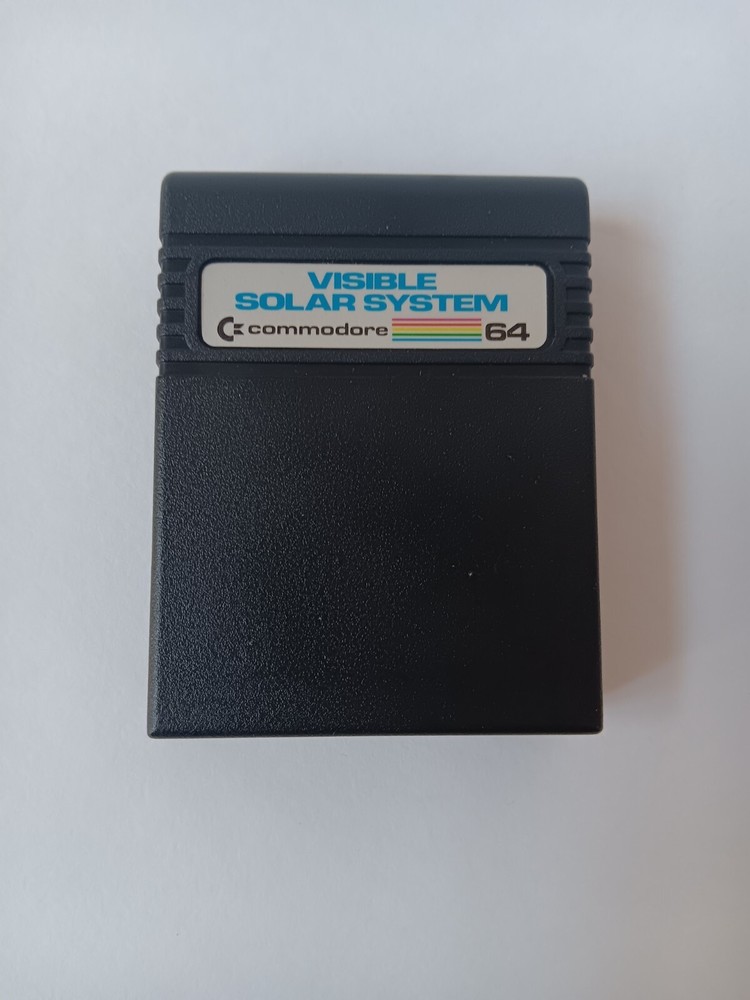 VISIBLE
SOLAR SYSTEM
commodore 64